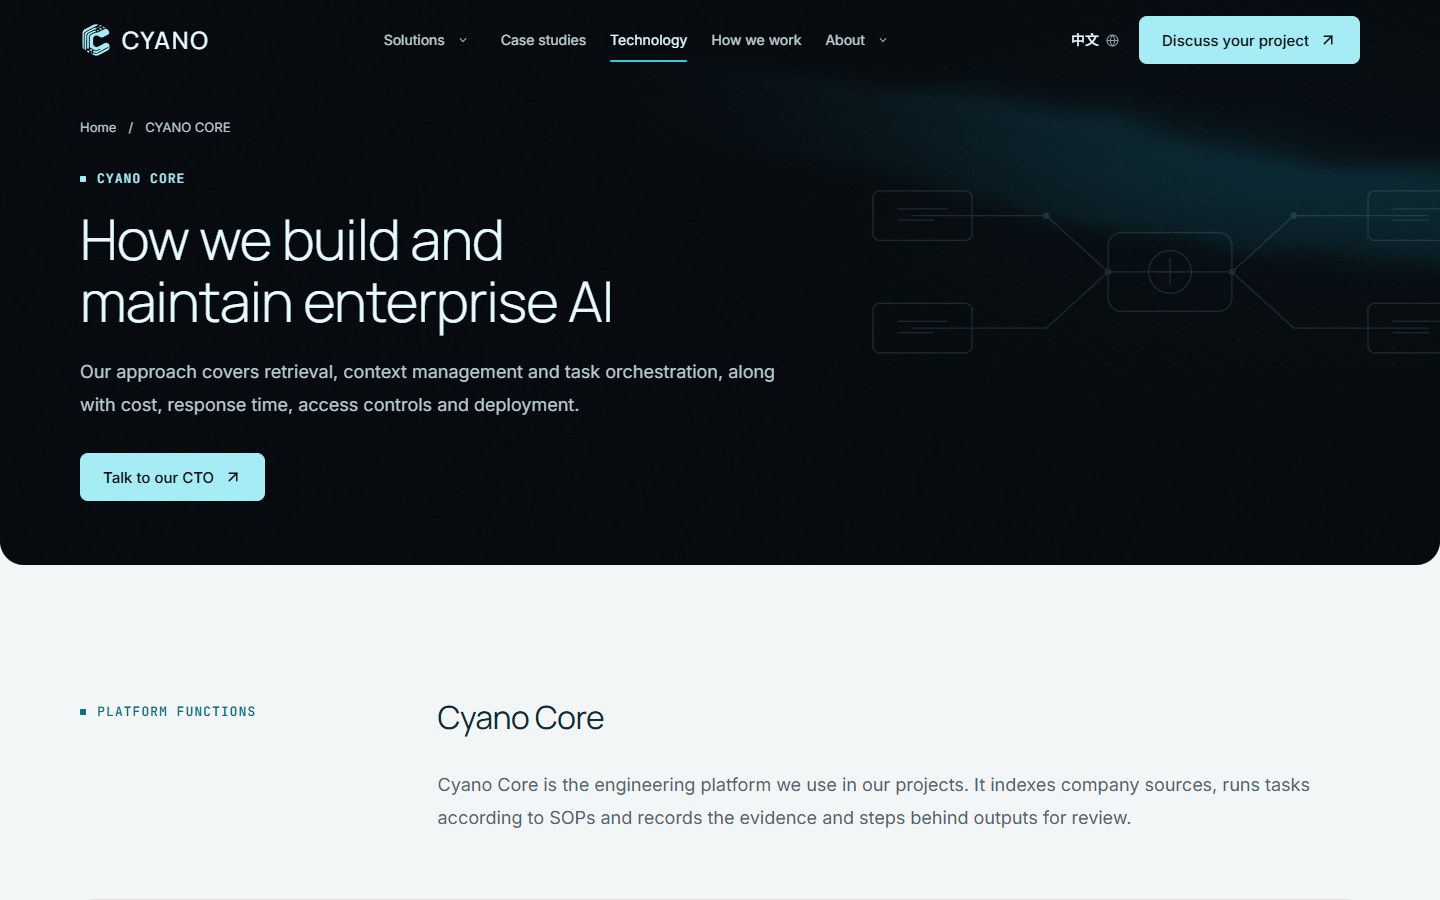 CYANO
Solutions
Case studies
Technology
How we work
About
中文
Discuss your project
Home / CYANO CORE
CYANO CORE
How we build and
maintain enterprise AI
Our approach covers retrieval, context management and task orchestration, along
with cost, response time, access controls and deployment.
Talk to our CTO
PLATFORM FUNCTIONS
Cyano Core
Cyano Core is the engineering platform we use in our projects. It indexes company sources, runs tasks
according to SOPs and records the evidence and steps behind outputs for review.